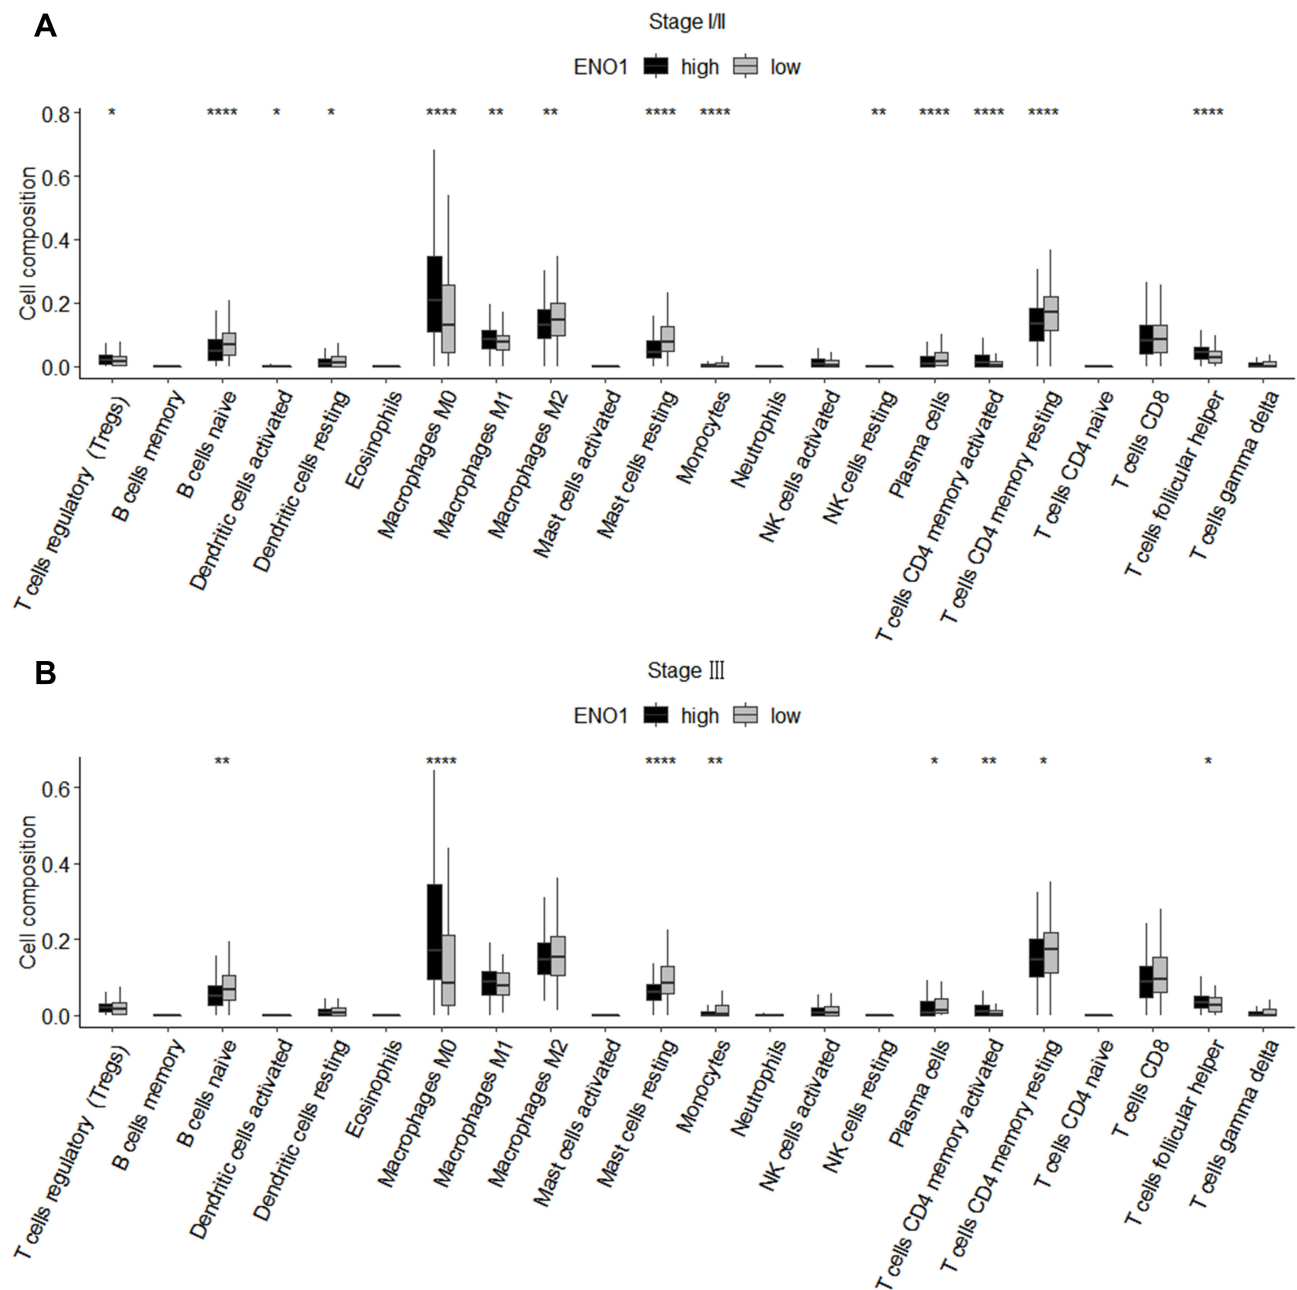 A
Stage I/II
ENO1 high low
* **** * * **** ** ** **** **** ** **** **** **** ****
0.8
0.6
0.4
0.2
0.0
Cell composition
T cells regulatory (Tregs)
B cells memory
B cells naive
Dendritic cells activated
Dendritic cells resting
Eosinophils
Macrophages M0
Macrophages M1
Macrophages M2
Mast cells activated
Mast cells resting
Monocytes
Neutrophils
NK cells activated
NK cells resting
Plasma cells
T cells CD4 memory activated
T cells CD4 memory resting
T cells CD4 naive
T cells CD8
T cells follicular helper
T cells gamma delta
B
Stage Ⅲ
ENO1 high low
** **** **** ** * ** * *
0.6
0.4
0.2
0.0
Cell composition
T cells regulatory (Tregs)
B cells memory
B cells naive
Dendritic cells activated
Dendritic cells resting
Eosinophils
Macrophages M0
Macrophages M1
Macrophages M2
Mast cells activated
Mast cells resting
Monocytes
Neutrophils
NK cells activated
NK cells resting
Plasma cells
T cells CD4 memory activated
T cells CD4 memory resting
T cells CD4 naive
T cells CD8
T cells follicular helper
T cells gamma delta